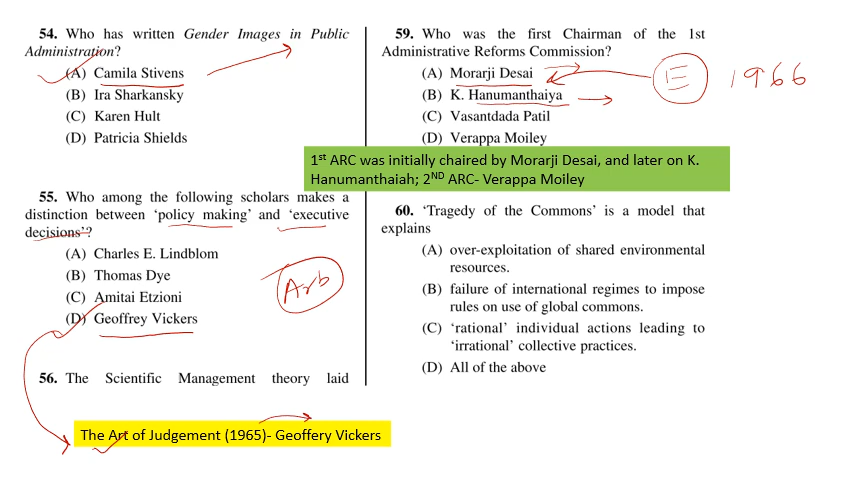 54. Who has written Gender Images in Public
Administration?
(A) Camila Stivens
(B) Ira Sharkansky
(C) Karen Hult
(D) Patricia Shields
55. Who among the following scholars makes a
distinction between ‘policy making’ and ‘executive
decisions’?
(A) Charles E. Lindblom
(B) Thomas Dye
(C) Amitai Etzioni
(D) Geoffrey Vickers
Arb
56. The Scientific Management theory laid
The Art of Judgement (1965)- Geoffery Vickers
59. Who was the first Chairman of the 1st
Administrative Reforms Commission?
(A) Morarji Desai
(B) K. Hanumanthaiya
(C) Vasantdada Patil
(D) Verappa Moiley
E 1966
1st ARC was initially chaired by Morarji Desai, and later on K.
Hanumanthaiah; 2ND ARC- Verappa Moiley
60. ‘Tragedy of the Commons’ is a model that
explains
(A) over-exploitation of shared environmental
resources.
(B) failure of international regimes to impose
rules on use of global commons.
(C) ‘rational’ individual actions leading to
‘irrational’ collective practices.
(D) All of the above